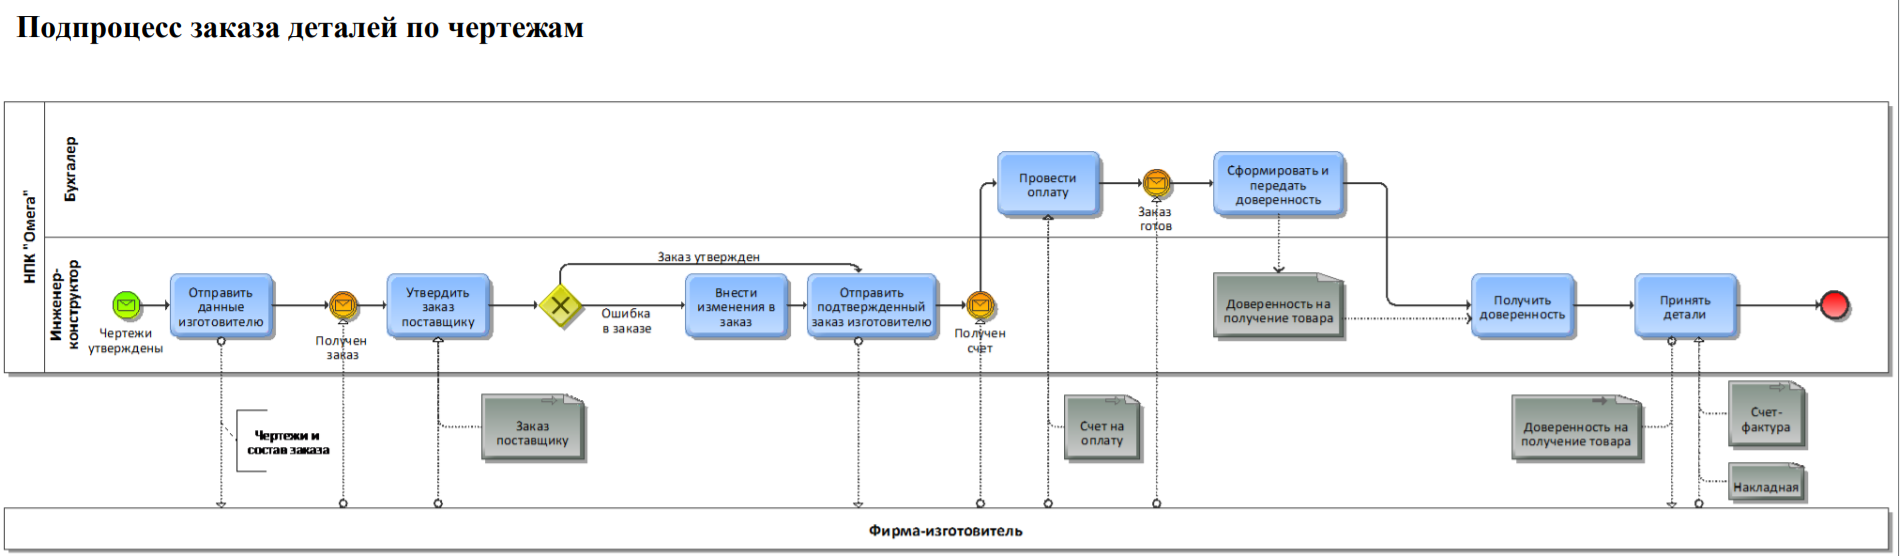 Подпроцесс заказа деталей по чертежам
НПК "Омега"
Бухгалтер
Провести
оплату
Заказ
готов
Сформировать и
передать
доверенность
Инженер-
конструктор
Чертежи
утверждены
Отправить
данные
изготовителю
Получен
заказ
Утвердить
заказ
поставщику
Заказ утвержден
Ошибка
в заказе
Внести
изменения в
заказ
Отправить
подтвержденный
заказ изготовителю
Получен
счет
Доверенность на
получение товара
Получить
доверенность
Принять
детали
Чертежи и
состав заказа
Заказ
поставщику
Счет на
оплату
Доверенность на
получение товара
Счет-
фактура
Накладная
Фирма-изготовитель